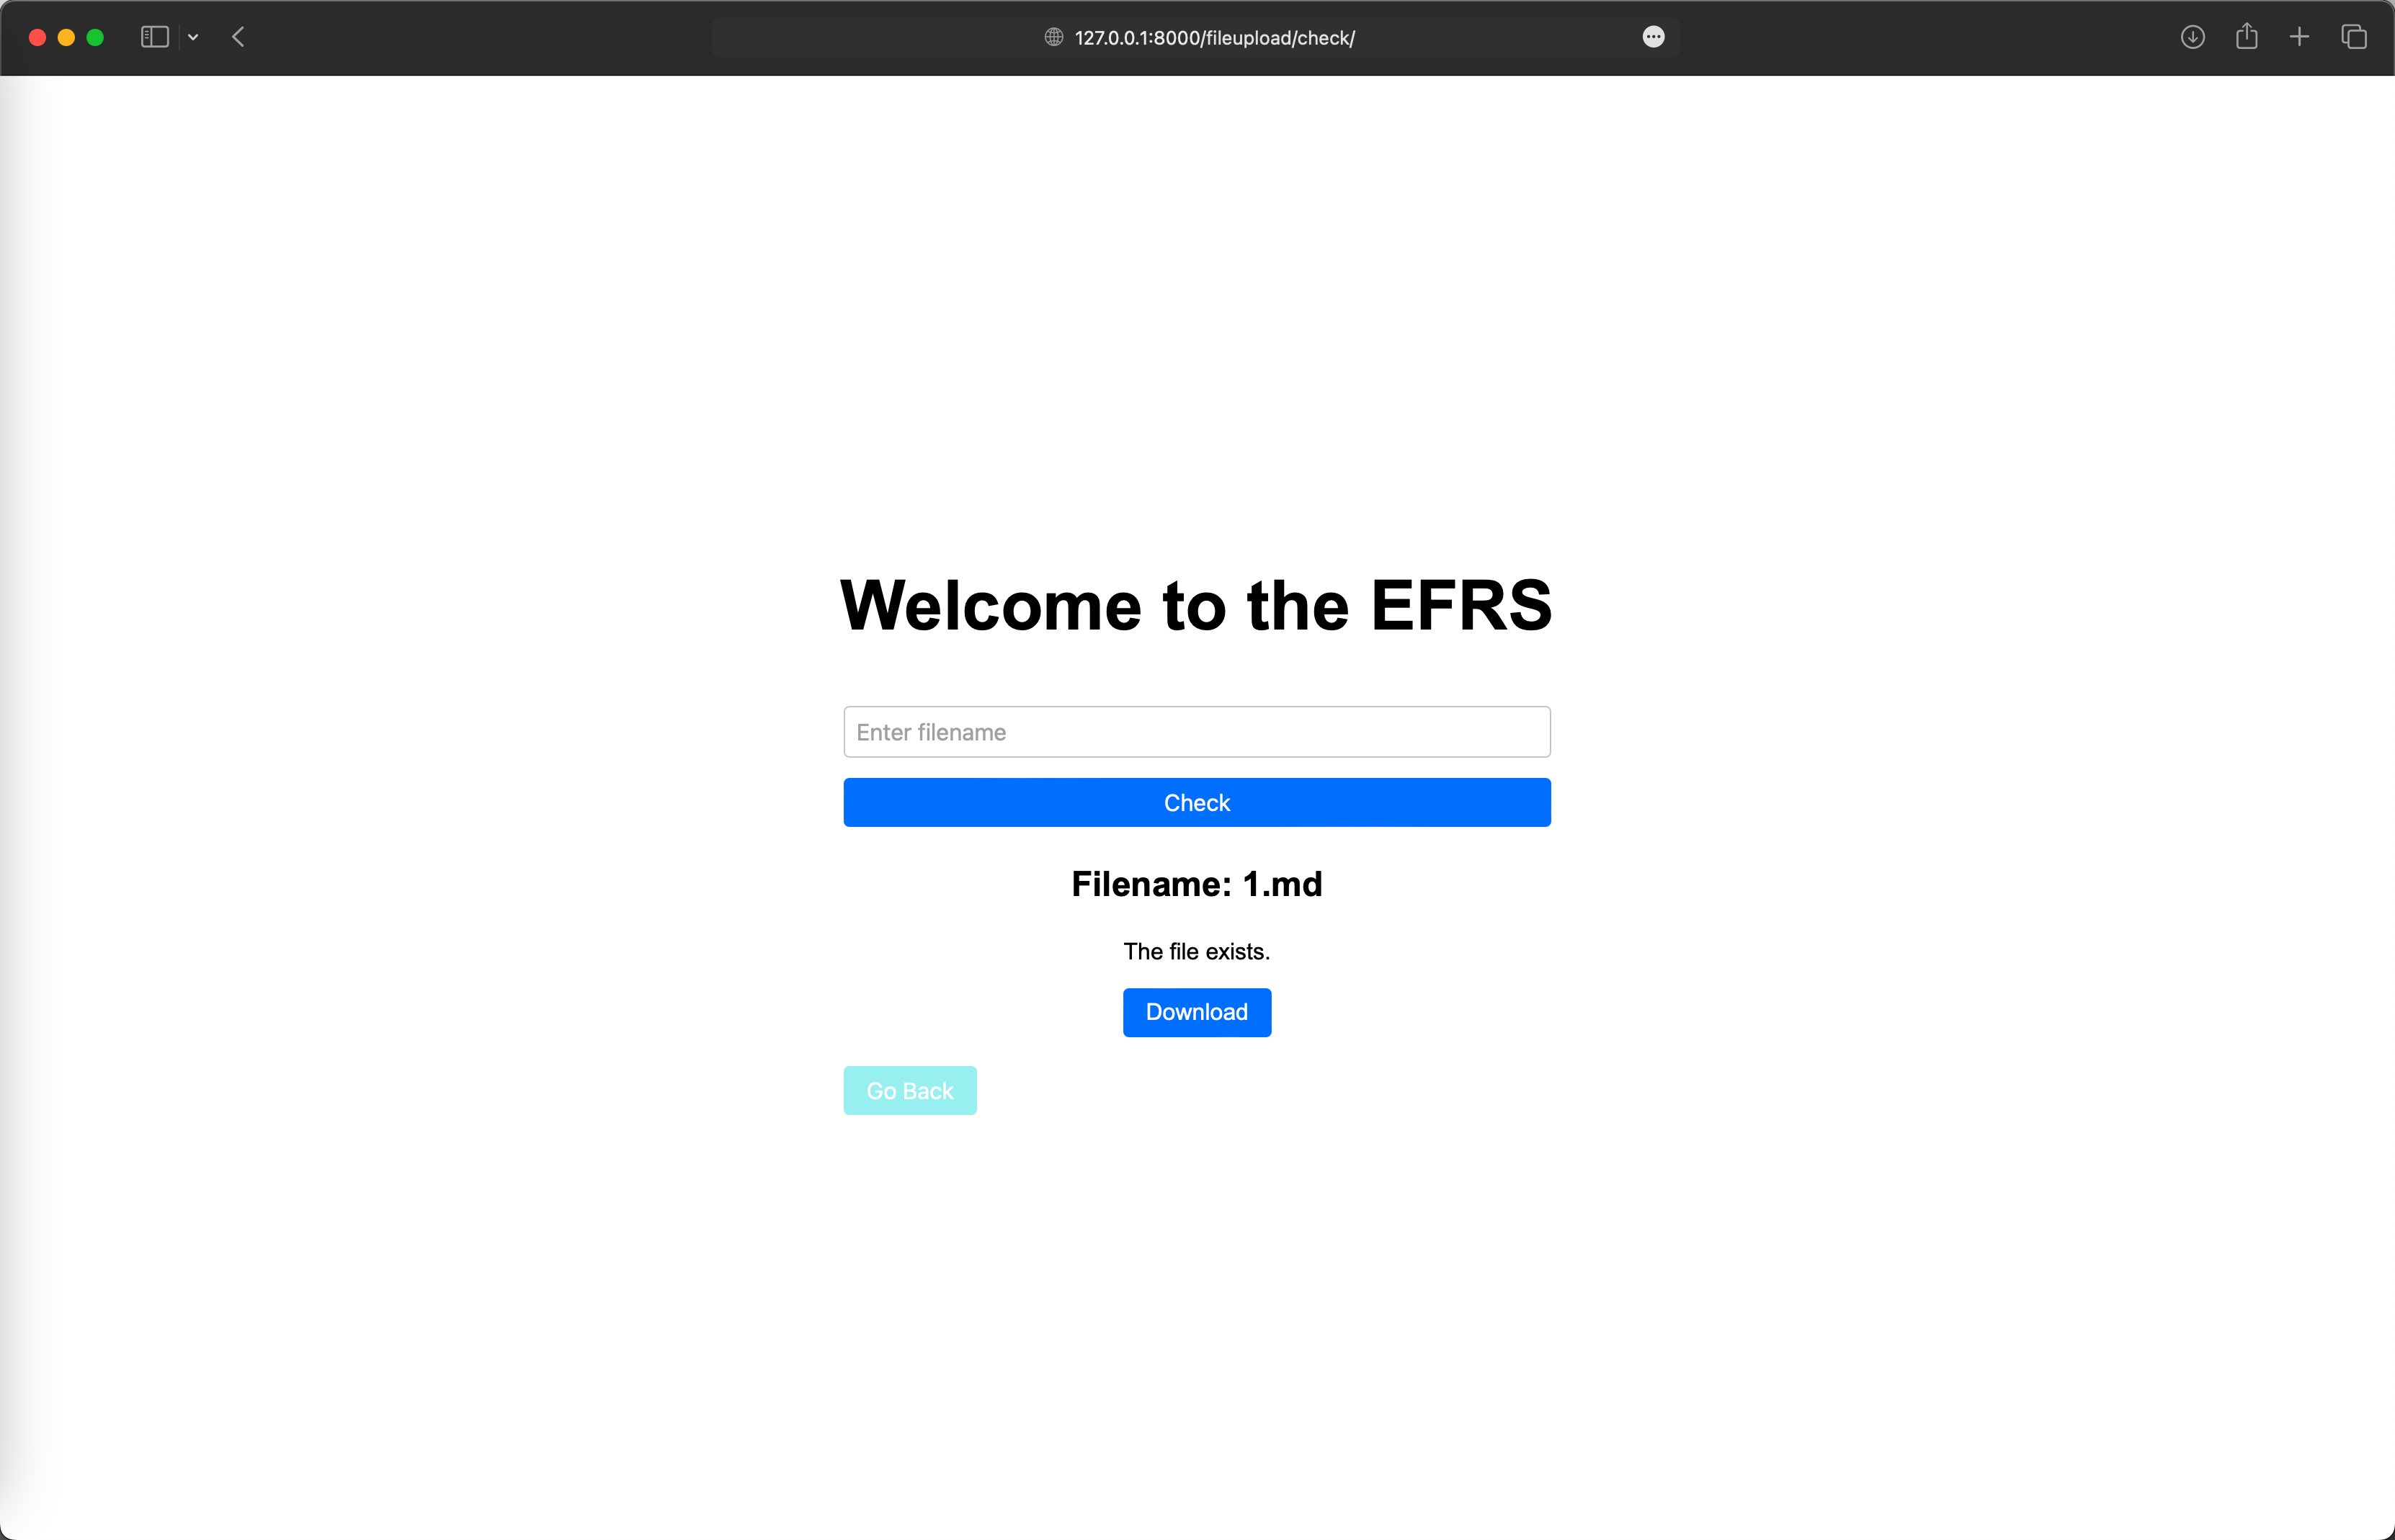 127.0.0.1:8000/fileupload/check/
Welcome to the EFRS
Enter filename
Check
Filename: 1.md
The file exists.
Download
Go Back